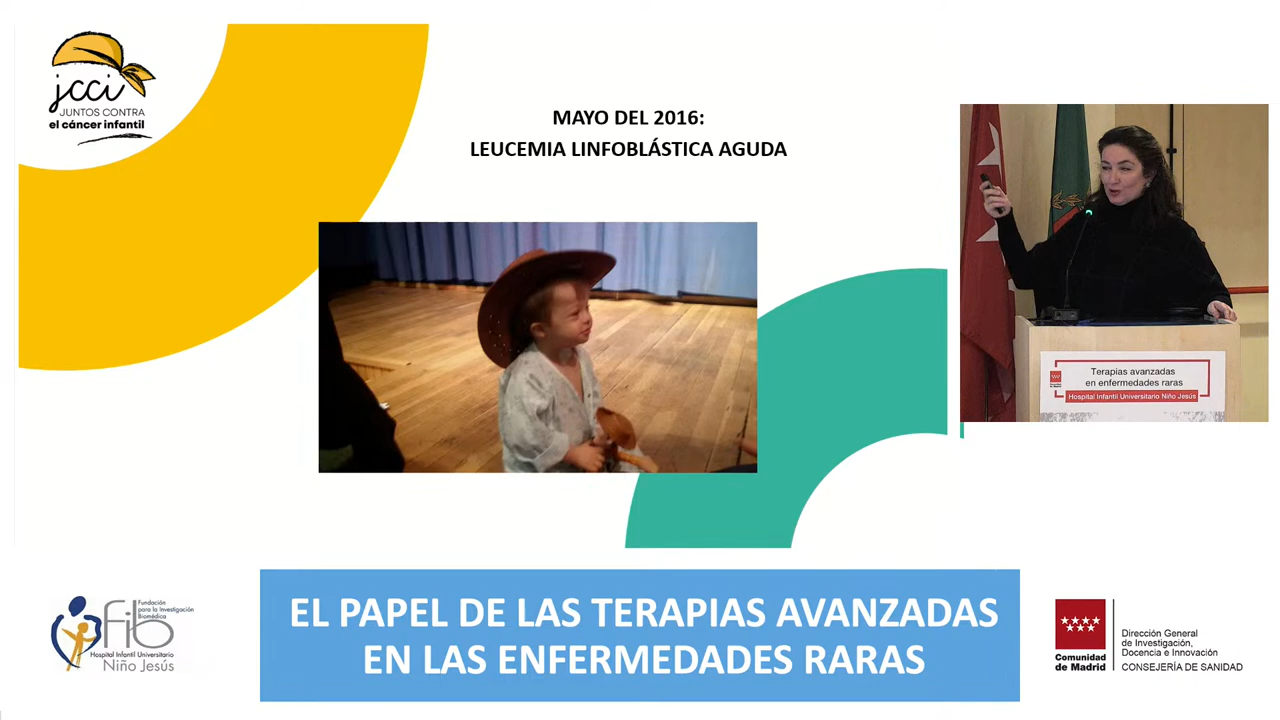 jcci
JUNTOS CONTRA
el cáncer infantil
MAYO DEL 2016:
LEUCEMIA LINFOBLÁSTICA AGUDA
Terapias avanzadas
en enfermedades raras
Hospital Infantil Universitario Niño Jesús
fib
Fundación
para la Investigación
Biomédica
Hospital Infantil Universitario
Niño Jesús
EL PAPEL DE LAS TERAPIAS AVANZADAS
EN LAS ENFERMEDADES RARAS
Comunidad
de Madrid
Dirección General
de Investigación,
Docencia e Innovación
CONSEJERÍA DE SANIDAD